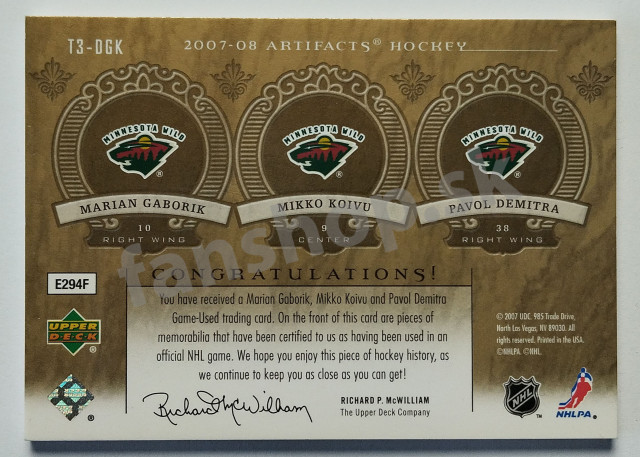 T3-DGK
2007-08 ARTIFACTS® HOCKEY
MINNESOTA WILD ®
MINNESOTA WILD ®
MINNESOTA WILD ®
MARIAN GABORIK
MIKKO KOIVU
PAVOL DEMITRA
10
9
38
RIGHT WING
CENTER
RIGHT WING
fanshop.sk
CONGRATULATIONS!
E294F
You have received a Marian Gaborik, Mikko Koivu and Pavol Demitra
Game-Used trading card. On the front of this card are pieces of
memorabilia that have been certified to us as having been used in an
official NHL game. We hope you enjoy this piece of hockey history, as
we continue to keep you as close as you can get!
UPPER
DECK
®
®
Richard McWilliam
RICHARD P. McWILLIAM
The Upper Deck Company
© 2007 UDC. 985 Trade Drive,
North Las Vegas, NV 89030. All
rights reserved. Printed in the USA.
©NHLPA. ©NHL.
NHL
™
NHLPA®